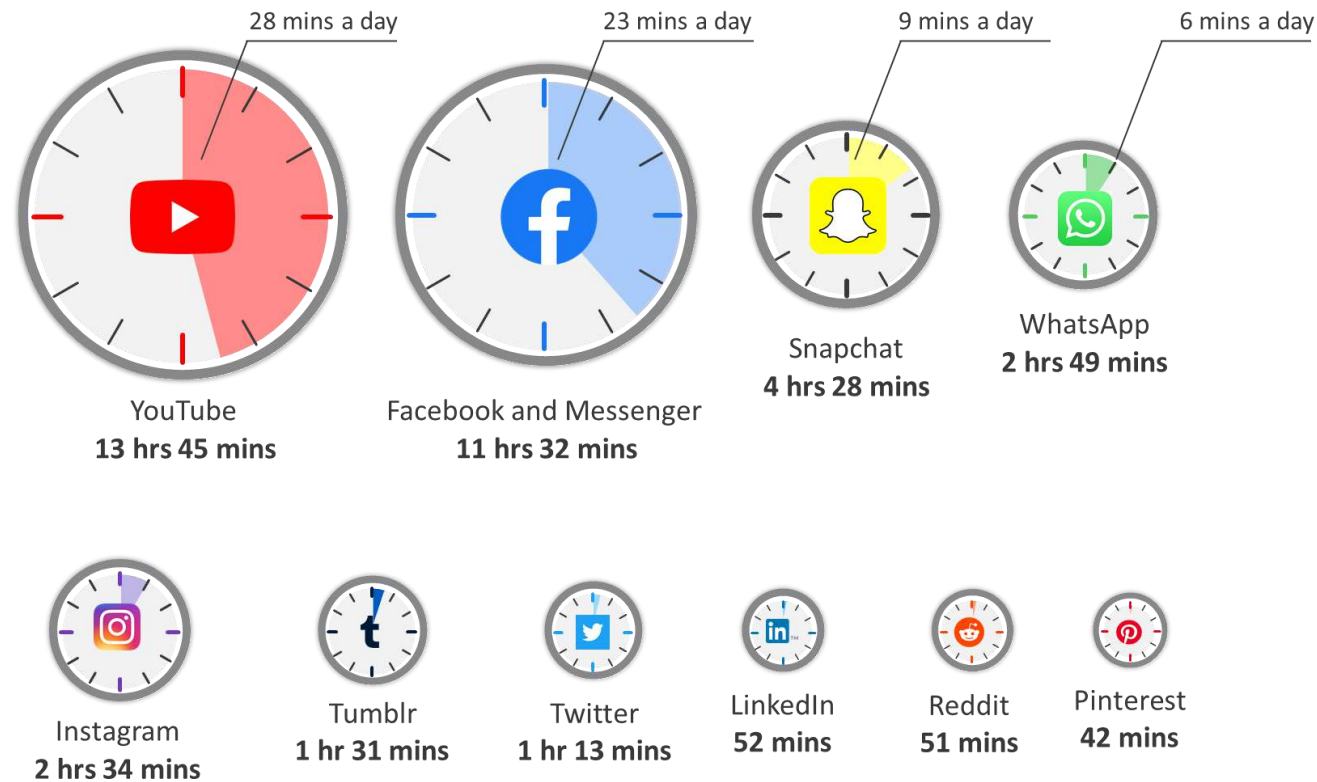 28 mins a day
23 mins a day
9 mins a day
6 mins a day
YouTube
13 hrs 45 mins
Facebook and Messenger
11 hrs 32 mins
Snapchat
4 hrs 28 mins
WhatsApp
2 hrs 49 mins
Instagram
2 hrs 34 mins
t
Tumblr
1 hr 31 mins
Twitter
1 hr 13 mins
in™
LinkedIn
52 mins
Reddit
51 mins
Pinterest
42 mins